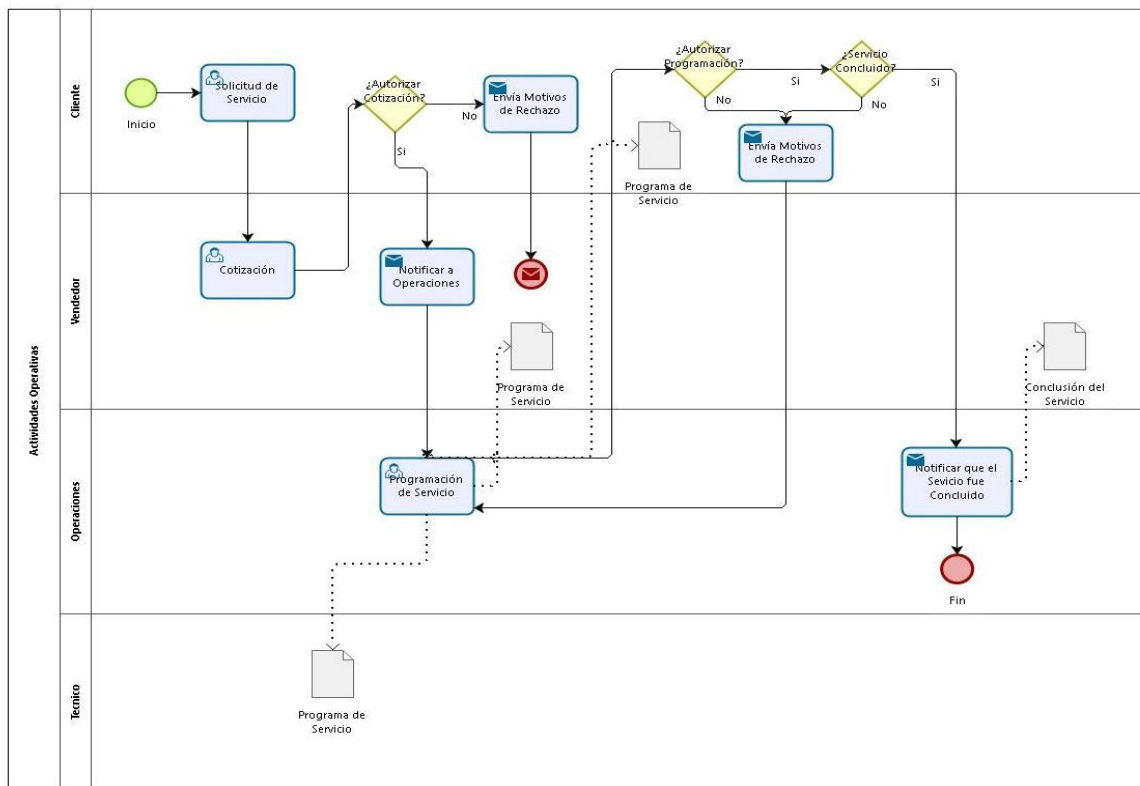 Actividades Operativas
Cliente
Inicio
Solicitud de
Servicio
¿Autorizar
Cotización?
No
Si
Envía Motivos
de Rechazo
¿Autorizar
Programación?
Si
No
¿Servicio
Concluido?
Si
No
Envía Motivos
de Rechazo
Programa de
Servicio
Vendedor
Cotización
Notificar a
Operaciones
Programa de
Servicio
Conclusión del
Servicio
Operaciones
Programación
de Servicio
Notificar que el
Sevicio fue
Concluido
Fin
Tecnico
Programa de
Servicio